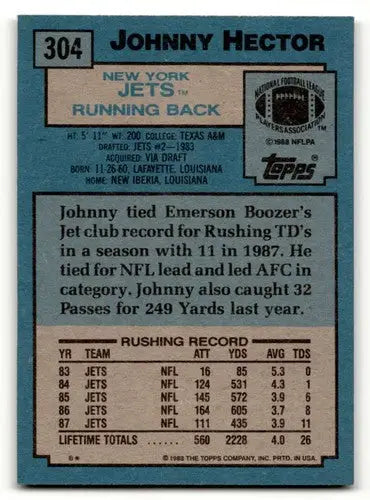 304 JOHNNY HECTOR
NEW YORK
JETS™
RUNNING BACK
NATIONAL FOOTBALL LEAGUE
PLAYERS ASSOCIATION
©1988 NFLPA
Topps®
HT: 5' 11" WT: 200 COLLEGE: TEXAS A&M
DRAFTED: JETS #2—1983
ACQUIRED: VIA DRAFT
BORN: 11-26-60, LAFAYETTE, LOUISIANA
HOME: NEW IBERIA, LOUISIANA
Johnny tied Emerson Boozer's
Jet club record for Rushing TD's
in a season with 11 in 1987. He
tied for NFL lead and led AFC in
category. Johnny also caught 32
Passes for 249 Yards last year.
RUSHING RECORD
YR TEAM ATT YDS AVG TDS
83 JETS NFL 16 85 5.3 0
84 JETS NFL 124 531 4.3 1
85 JETS NFL 145 572 3.9 6
86 JETS NFL 164 605 3.7 8
87 JETS NFL 111 435 3.9 11
LIFETIME TOTALS ..... 560 2228 4.0 26
6* © 1988 THE TOPPS COMPANY, INC. PRTD. IN U.S.A.